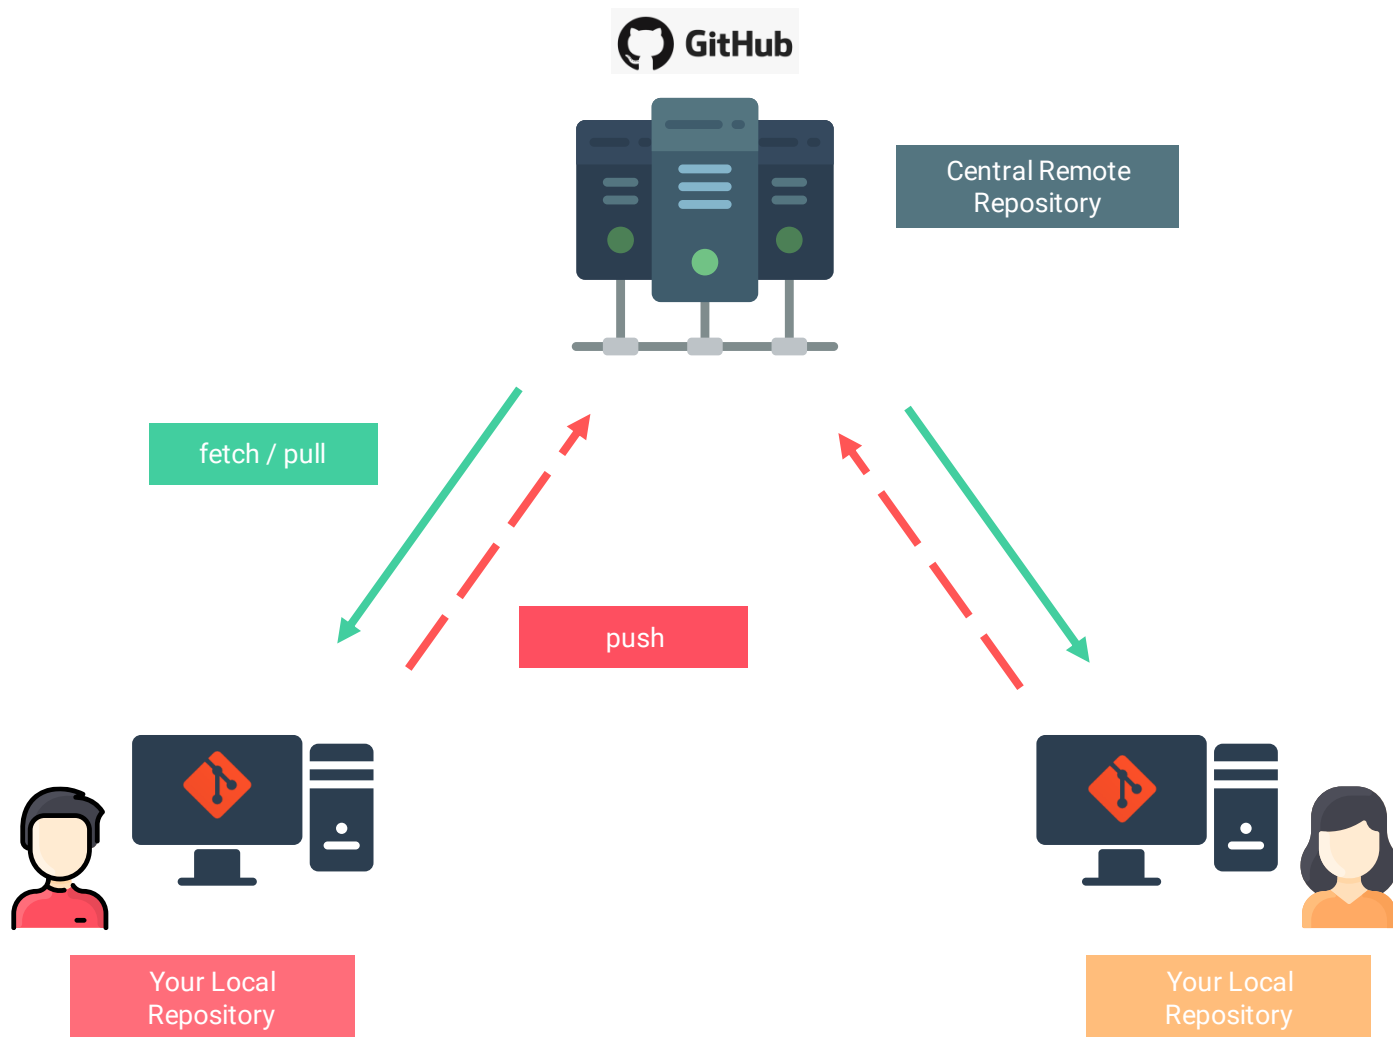 GitHub
Central Remote
Repository
fetch / pull
push
Your Local
Repository
Your Local
Repository